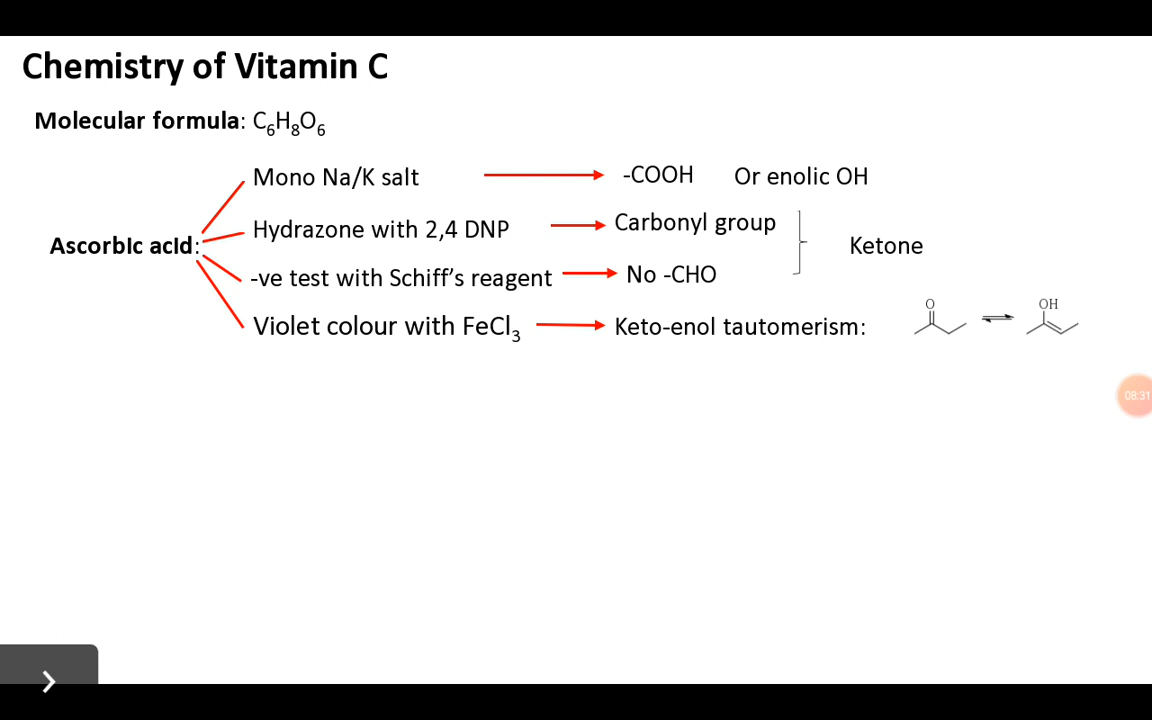 Chemistry of Vitamin C
Molecular formula: C₆H₈O₆
Mono Na/K salt -COOH Or enolic OH
Hydrazone with 2,4 DNP Carbonyl group
Ascorbic acid: Ketone
-ve test with Schiff's reagent No -CHO
Violet colour with FeCl₃ Keto-enol tautomerism:
O OH
08:31